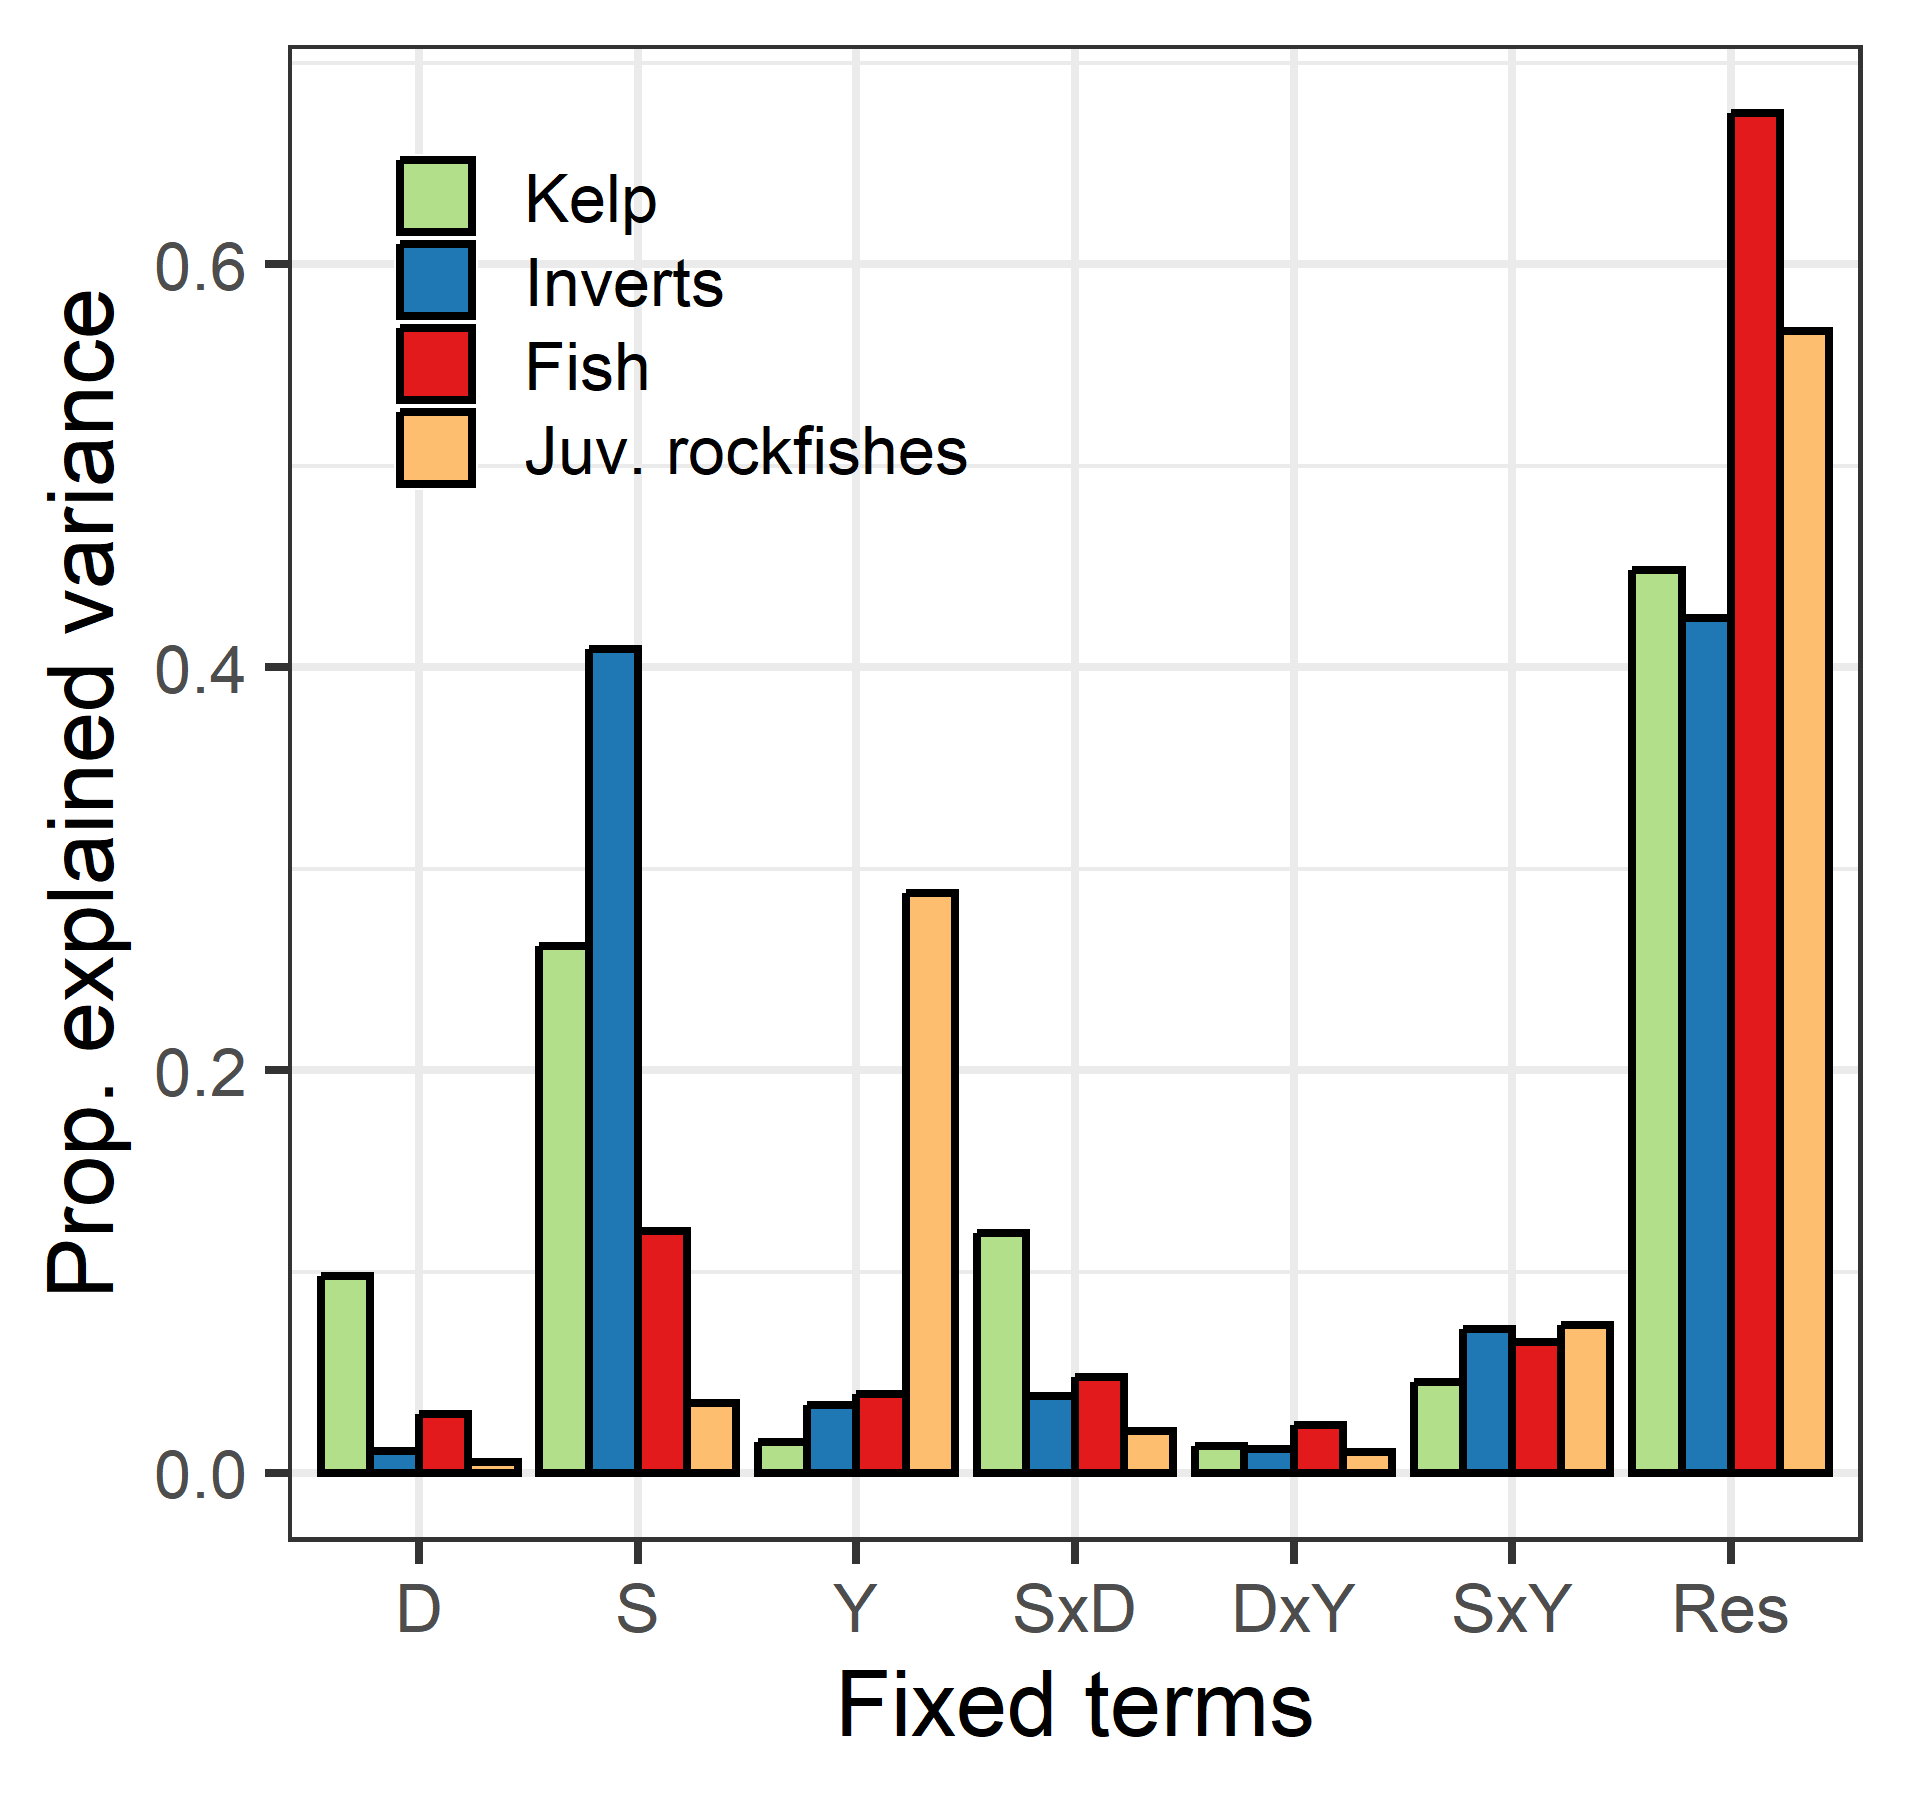 Prop. explained variance
0.6
0.4
0.2
0.0
Kelp
Inverts
Fish
Juv. rockfishes
D S Y SxD DxY SxY Res
Fixed terms